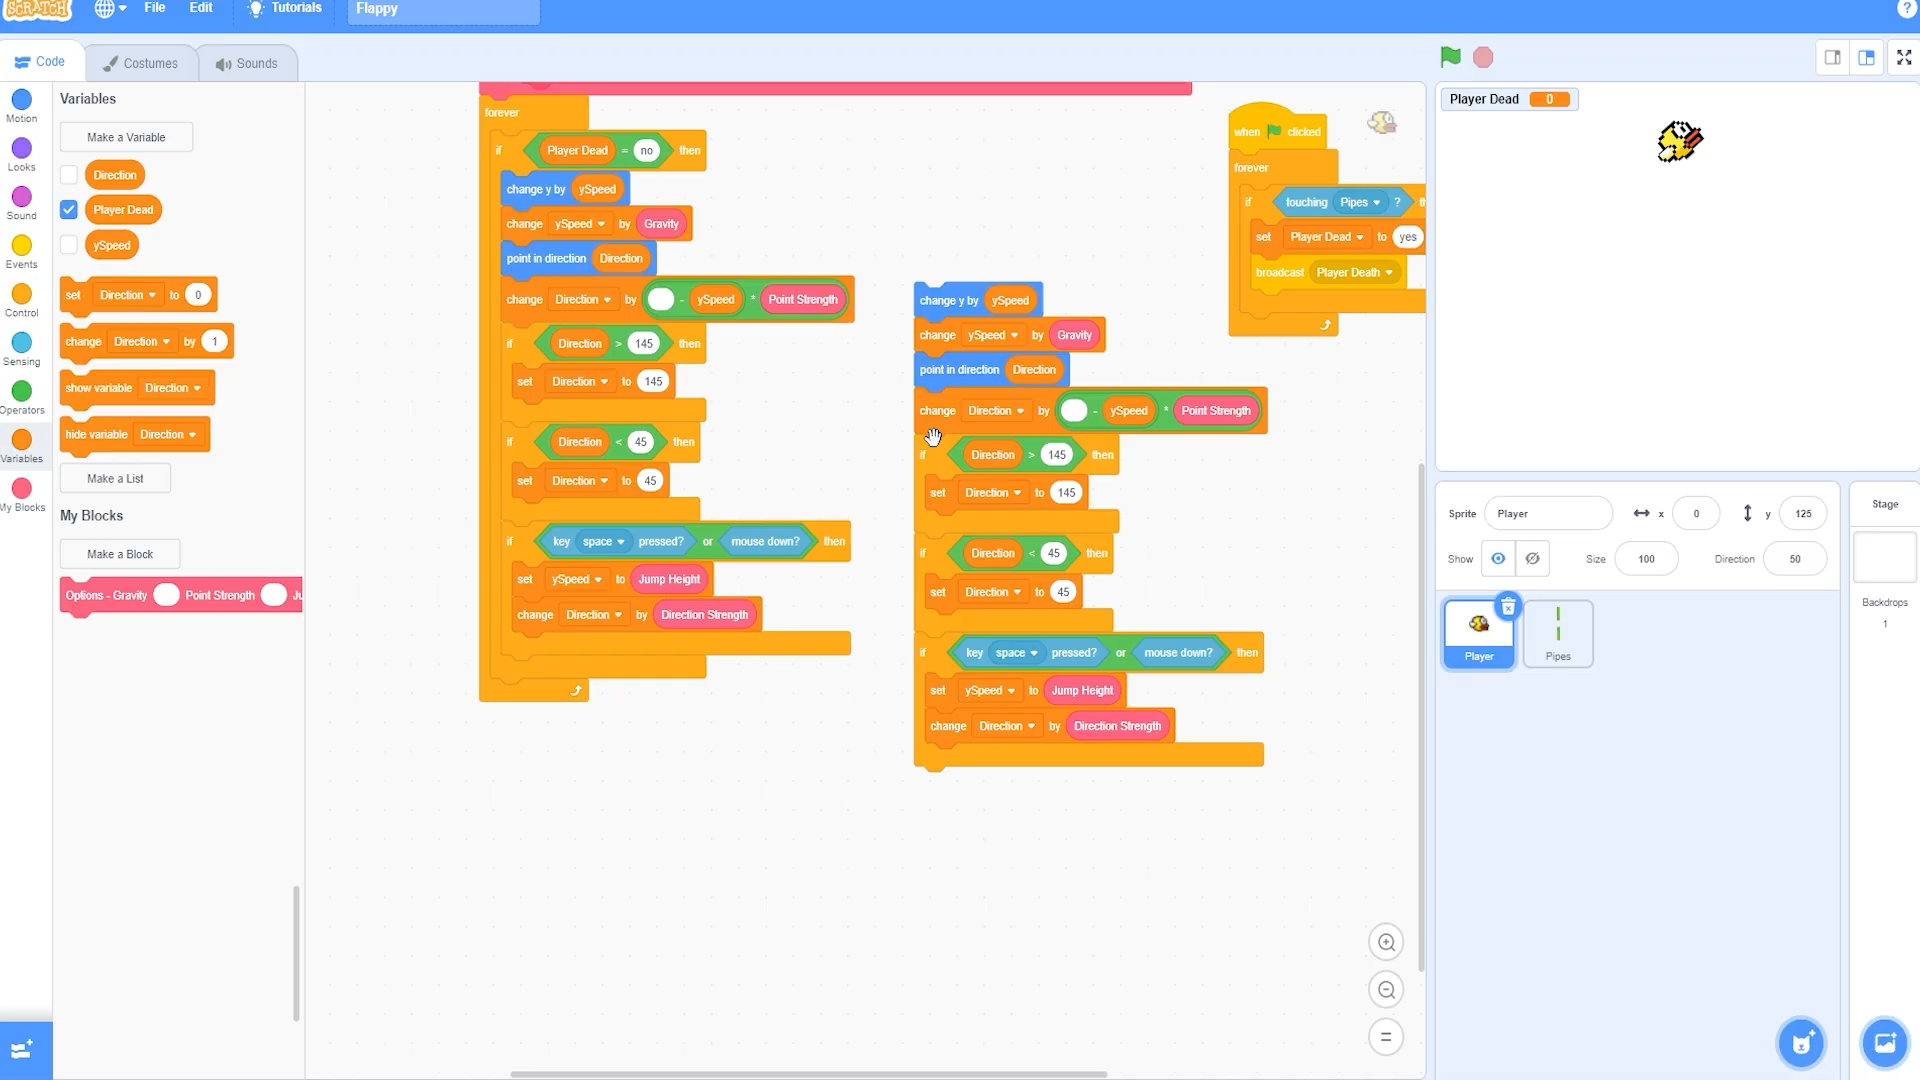 SCRATCH File Edit Tutorials Flappy ?
Code Costumes Sounds
Motion
Looks
Sound
Events
Control
Sensing
Operators
Variables
My Blocks
Variables
Make a Variable
Direction
Player Dead
ySpeed
set Direction to 0
change Direction by 1
show variable Direction
hide variable Direction
Make a List
My Blocks
Make a Block
Options - Gravity Point Strength Ju
forever
if Player Dead = no then
change y by ySpeed
change ySpeed by Gravity
point in direction Direction
change Direction by - ySpeed * Point Strength
if Direction > 145 then
set Direction to 145
if Direction < 45 then
set Direction to 45
if key space pressed? or mouse down? then
set ySpeed to Jump Height
change Direction by Direction Strength
change y by ySpeed
change ySpeed by Gravity
point in direction Direction
change Direction by - ySpeed * Point Strength
if Direction > 145 then
set Direction to 145
if Direction < 45 then
set Direction to 45
if key space pressed? or mouse down? then
set ySpeed to Jump Height
change Direction by Direction Strength
when clicked
forever
if touching Pipes ? th
set Player Dead to yes
broadcast Player Death
Player Dead 0
Sprite Player x 0 y 125
Show Size 100 Direction 50
Player
Pipes
Stage
Backdrops
1